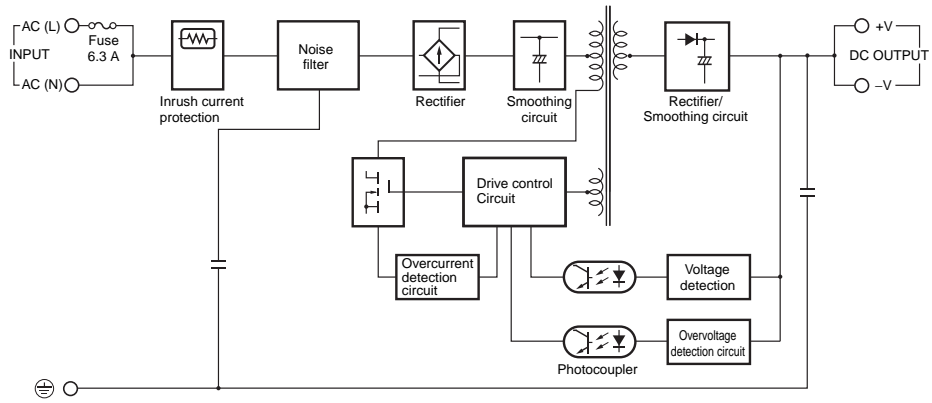 AC (L)
Fuse
6.3 A
INPUT
AC (N)
Inrush current
protection
Noise
filter
Rectifier
Smoothing
circuit
Rectifier/
Smoothing circuit
+V
DC OUTPUT
−V
Drive control
Circuit
Overcurrent
detection
circuit
Voltage
detection
Overvoltage
detection circuit
Photocoupler